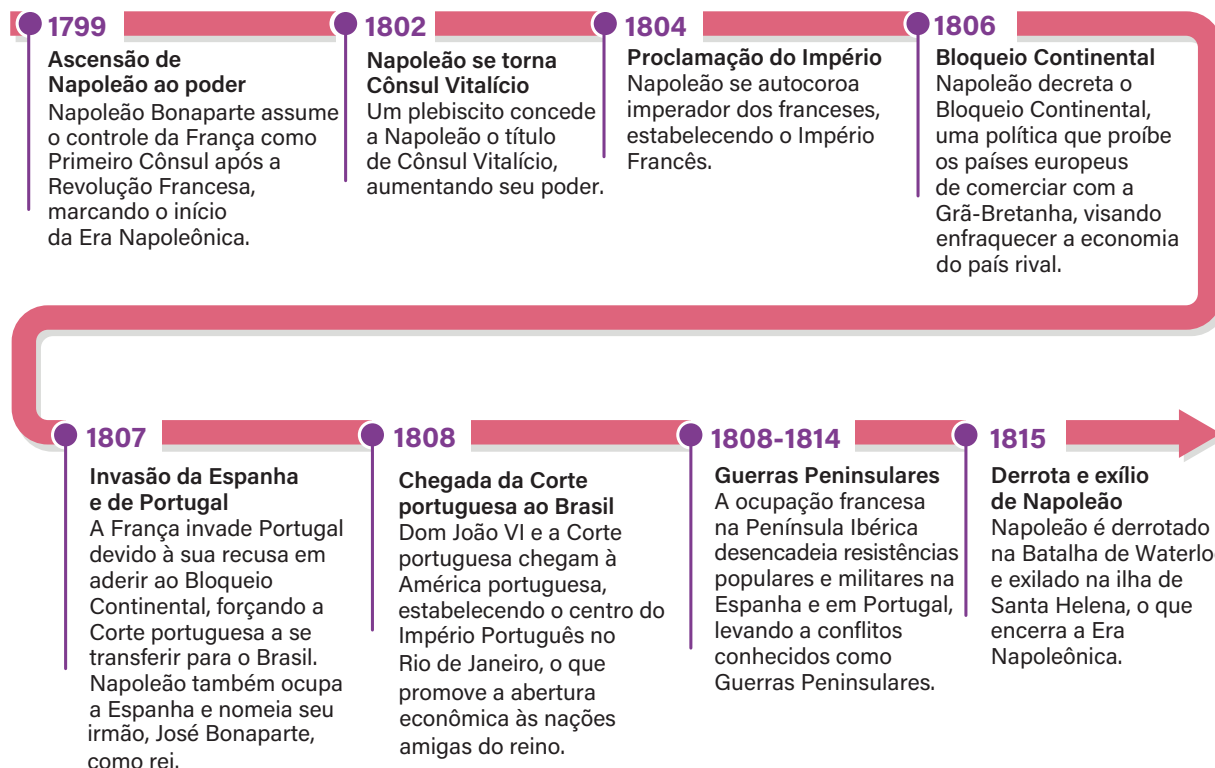 1799
Ascensão de
Napoleão ao poder
Napoleão Bonaparte assume
o controle da França como
Primeiro Cônsul após a
Revolução Francesa,
marcando o início
da Era Napoleônica.
1802
Napoleão se torna
Cônsul Vitalício
Um plebiscito concede
a Napoleão o título
de Cônsul Vitalício,
aumentando seu poder.
1804
Proclamação do Império
Napoleão se autocoroa
imperador dos franceses,
estabelecendo o Império
Francês.
1806
Bloqueio Continental
Napoleão decreta o
Bloqueio Continental,
uma política que proíbe
os países europeus
de comerciar com a
Grã-Bretanha, visando
enfraquecer a economia
do país rival.
1807
Invasão da Espanha
e de Portugal
A França invade Portugal
devido à sua recusa em
aderir ao Bloqueio
Continental, forçando a
Corte portuguesa a se
transferir para o Brasil.
Napoleão também ocupa
a Espanha e nomeia seu
irmão, José Bonaparte,
como rei.
1808
Chegada da Corte
portuguesa ao Brasil
Dom João VI e a Corte
portuguesa chegam à
América portuguesa,
estabelecendo o centro do
Império Português no
Rio de Janeiro, o que
promove a abertura
econômica às nações
amigas do reino.
1808-1814
Guerras Peninsulares
A ocupação francesa
na Península Ibérica
desencadeia resistências
populares e militares na
Espanha e em Portugal,
levando a conflitos
conhecidos como
Guerras Peninsulares.
1815
Derrota e exílio
de Napoleão
Napoleão é derrotado
na Batalha de Waterlo
e exilado na ilha de
Santa Helena, o que
encerra a Era
Napoleônica.